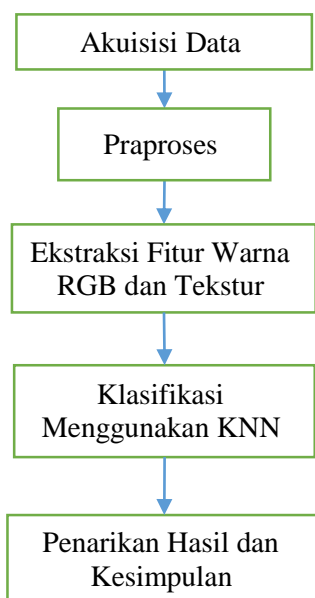 Akuisisi Data
Praproses
Ekstraksi Fitur Warna
RGB dan Tekstur
Klasifikasi
Menggunakan KNN
Penarikan Hasil dan
Kesimpulan